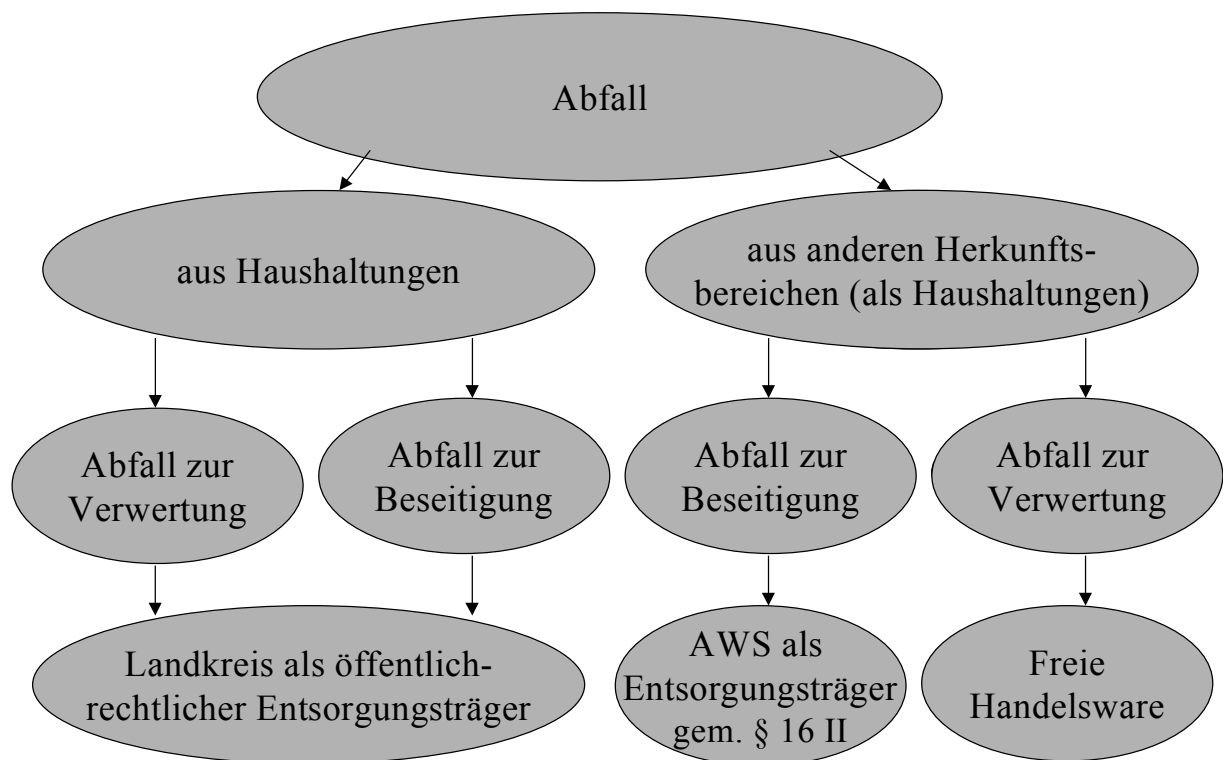 Abfall
aus Haushaltungen
aus anderen Herkunfts-
bereichen (als Haushaltungen)
Abfall zur
Verwertung
Abfall zur
Beseitigung
Abfall zur
Beseitigung
Abfall zur
Verwertung
Landkreis als öffentlich-
rechtlicher Entsorgungsträger
AWS als
Entsorgungsträger
gem. § 16 II
Freie
Handelsware